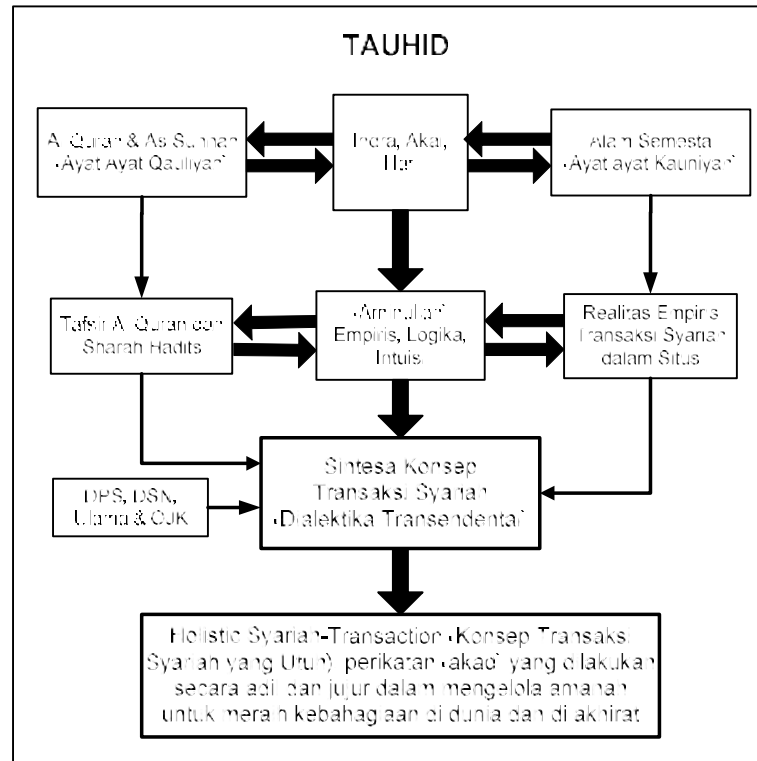 TAUHID
Al Quran & As Sunnah
(Ayat Ayat Qauliyah)
Indra, Akal,
Hati
Alam Semesta
(Ayat ayat Kauniyah)
Tafsir Al Quran dan
Sharah Hadits
Empiris, Logika,
Intuisi
Realitas Empiris
Transaksi Syariah
dalam Situs
Sintesa Konsep
Transaksi Syariah
(Dialektika Transendental)
DPS, DSN,
Ulama & OJK
Holistic Syariah-Transaction (Konsep Transaksi
Syariah yang Utuh) perikatan (akad) yang dilakukan
secara adil dan jujur dalam mengelola amanah
untuk meraih kebahagiaan di dunia dan di akhirat